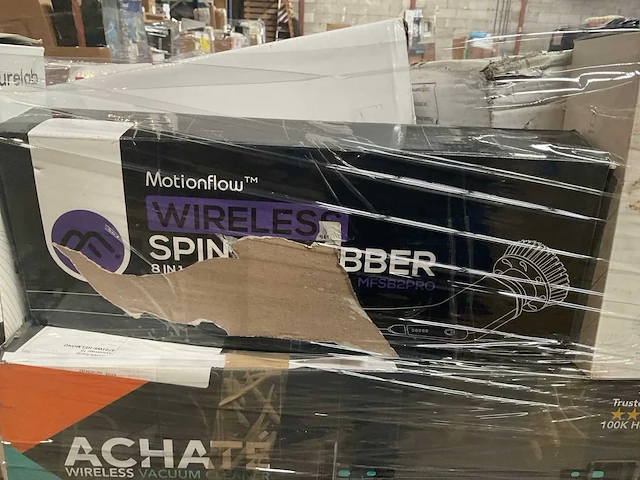 urelab
Motionflow™
WIRELESS
SPIN BBER
8 IN 1
MFSB2PRO
Truste
100K H
ACHATE
WIRELESS VACUUM CLEANER